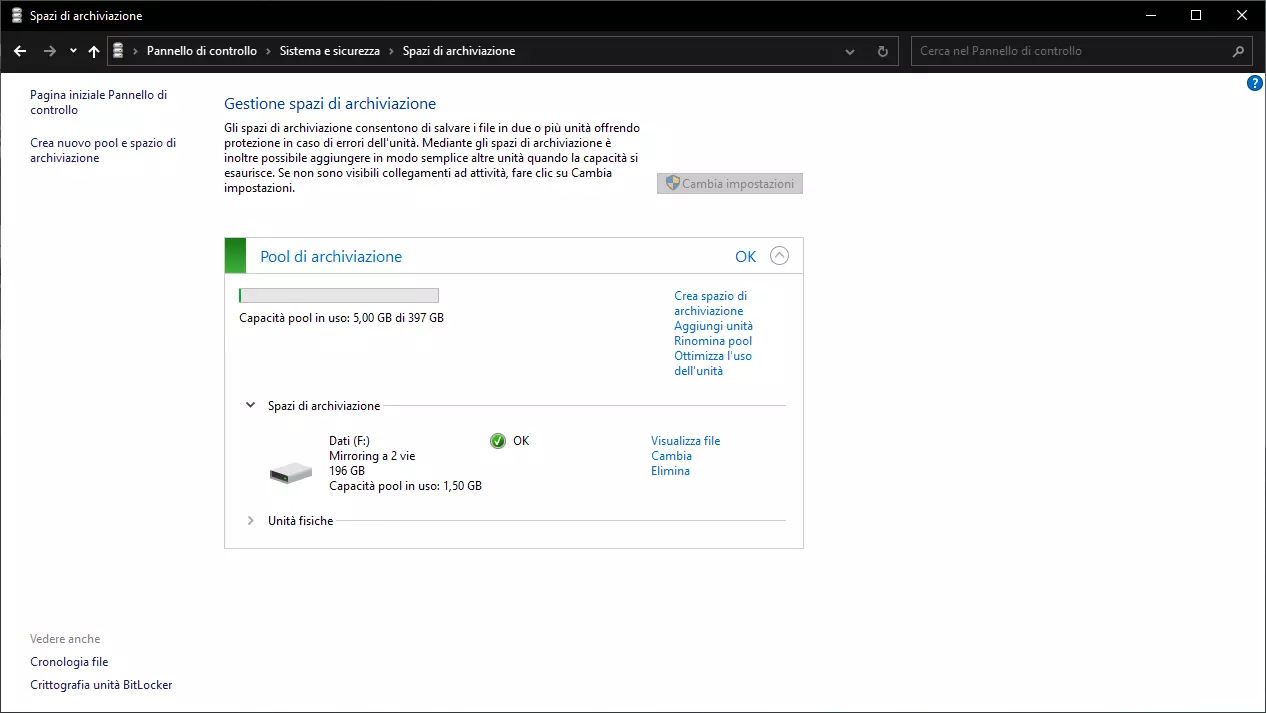 Spazi di archiviazione
Pannello di controllo › Sistema e sicurezza › Spazi di archiviazione
Cerca nel Pannello di controllo
?
Pagina iniziale Pannello di
controllo
Crea nuovo pool e spazio di
archiviazione
Gestione spazi di archiviazione
Gli spazi di archiviazione consentono di salvare i file in due o più unità offrendo
protezione in caso di errori dell'unità. Mediante gli spazi di archiviazione è
inoltre possibile aggiungere in modo semplice altre unità quando la capacità si
esaurisce. Se non sono visibili collegamenti ad attività, fare clic su Cambia
impostazioni.
Cambia impostazioni
Pool di archiviazione
OK
Capacità pool in uso: 5,00 GB di 397 GB
Crea spazio di
archiviazione
Aggiungi unità
Rinomina pool
Ottimizza l'uso
dell'unità
Spazi di archiviazione
Dati (F:)
Mirroring a 2 vie
196 GB
Capacità pool in uso: 1,50 GB
OK
Visualizza file
Cambia
Elimina
Unità fisiche
Vedere anche
Cronologia file
Crittografia unità BitLocker